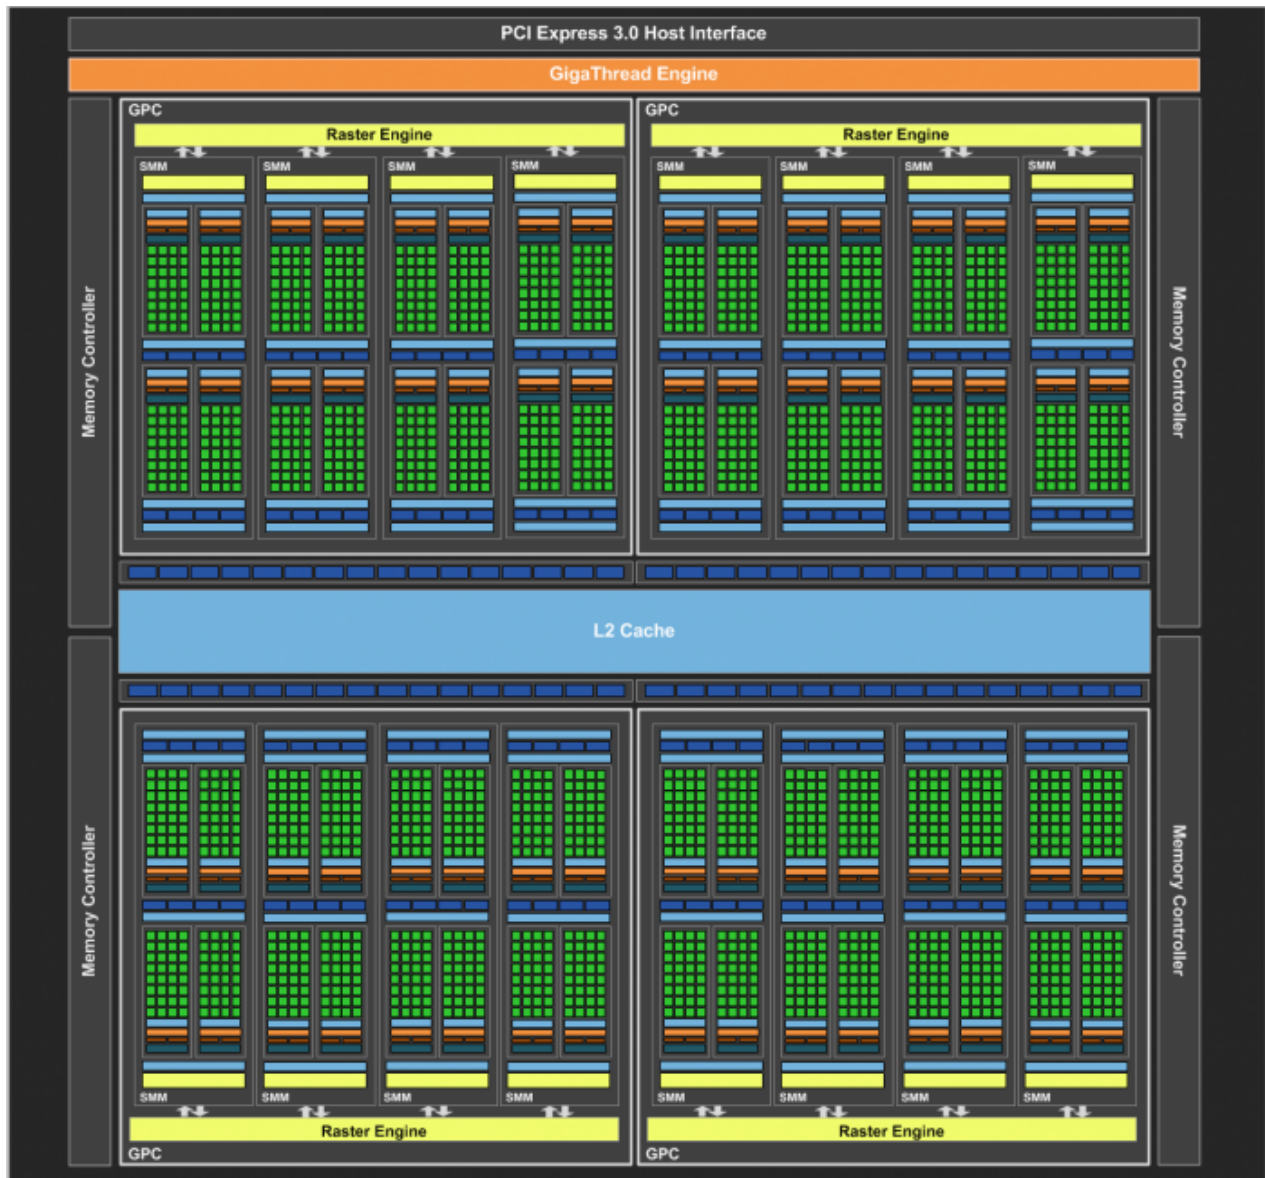 PCI Express 3.0 Host Interface
GigaThread Engine
GPC
GPC
Raster Engine
Raster Engine
SMM
SMM
SMM
SMM
SMM
SMM
SMM
SMM
Memory Controller
Memory Controller
L2 Cache
Memory Controller
Memory Controller
SMM
SMM
SMM
SMM
SMM
SMM
SMM
SMM
Raster Engine
Raster Engine
GPC
GPC